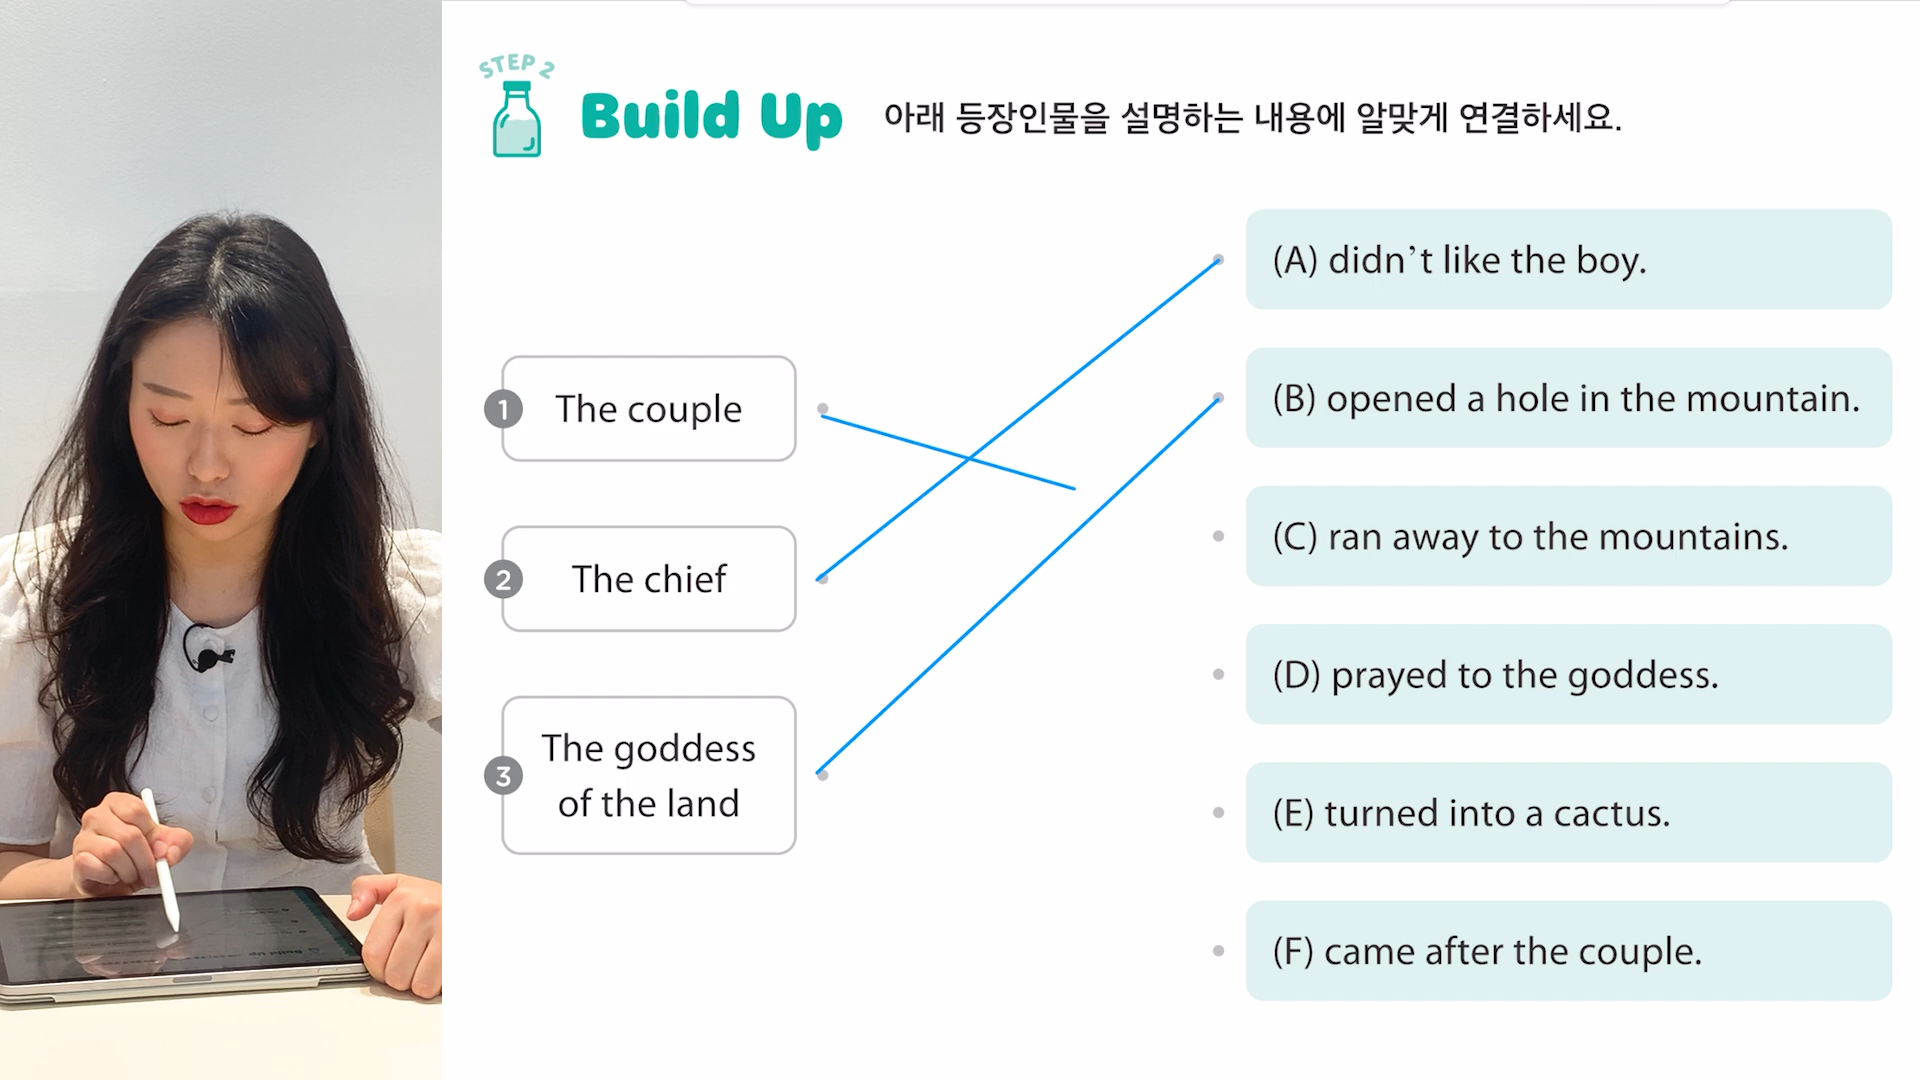 STEP 2
Build Up
아래 등장인물을 설명하는 내용에 알맞게 연결하세요.
1 The couple
2 The chief
3 The goddess
of the land
(A) didn’t like the boy.
(B) opened a hole in the mountain.
(C) ran away to the mountains.
(D) prayed to the goddess.
(E) turned into a cactus.
(F) came after the couple.